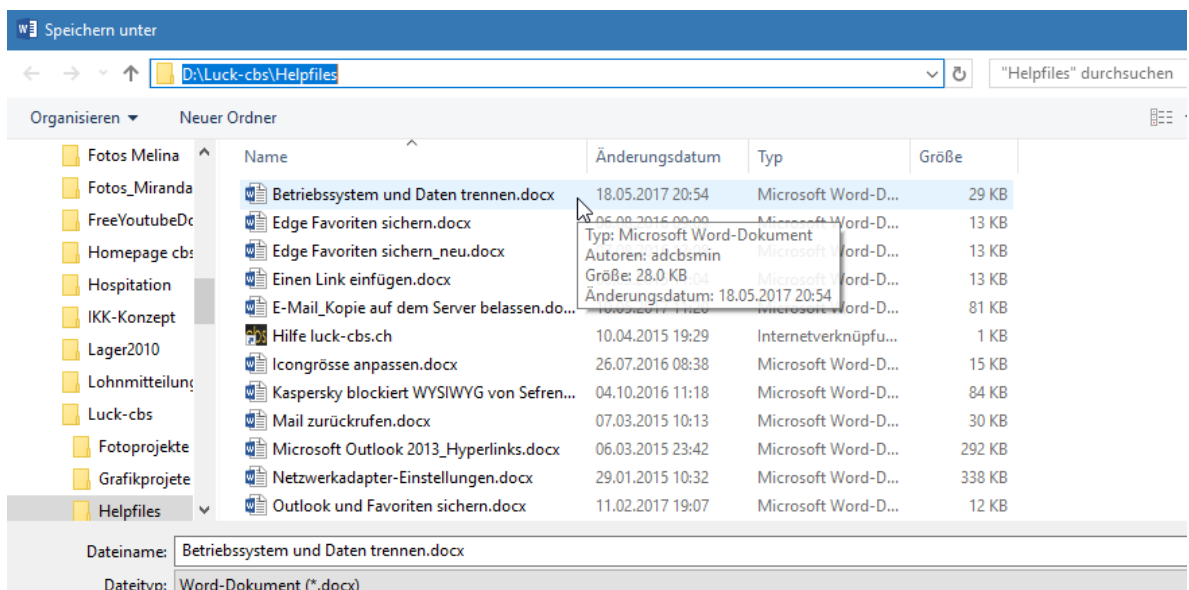 Speichern unter
D:\Luck-cbs\Helpfiles "Helpfiles" durchsuchen
Organisieren Neuer Ordner
Fotos Melina
Fotos_Miranda
FreeYoutubeDo
Homepage cbs
Hospitation
IKK-Konzept
Lager2010
Lohnmitteilung
Luck-cbs
Fotoprojekte
Grafikprojete
Helpfiles
Name Änderungsdatum Typ Größe
Betriebssystem und Daten trennen.docx 18.05.2017 20:54 Microsoft Word-D... 29 KB
Edge Favoriten sichern.docx 13 KB
Edge Favoriten sichern_neu.docx 13 KB
Einen Link einfügen.docx 13 KB
E-Mail_Kopie auf dem Server belassen.do... 81 KB
Hilfe luck-cbs.ch 10.04.2015 19:29 Internetverknüpfu... 1 KB
Icongrösse anpassen.docx 26.07.2016 08:38 Microsoft Word-D... 15 KB
Kaspersky blockiert WYSIWYG von Sefren... 04.10.2016 11:18 Microsoft Word-D... 84 KB
Mail zurückrufen.docx 07.03.2015 10:13 Microsoft Word-D... 30 KB
Microsoft Outlook 2013_Hyperlinks.docx 06.03.2015 23:42 Microsoft Word-D... 292 KB
Netzwerkadapter-Einstellungen.docx 29.01.2015 10:32 Microsoft Word-D... 338 KB
Outlook und Favoriten sichern.docx 11.02.2017 19:07 Microsoft Word-D... 12 KB
Typ: Microsoft Word-Dokument
Autoren: adcbsmin
Größe: 28.0 KB
Änderungsdatum: 18.05.2017 20:54
Dateiname: Betriebssystem und Daten trennen.docx
Dateityp: Word-Dokument (*.docx)